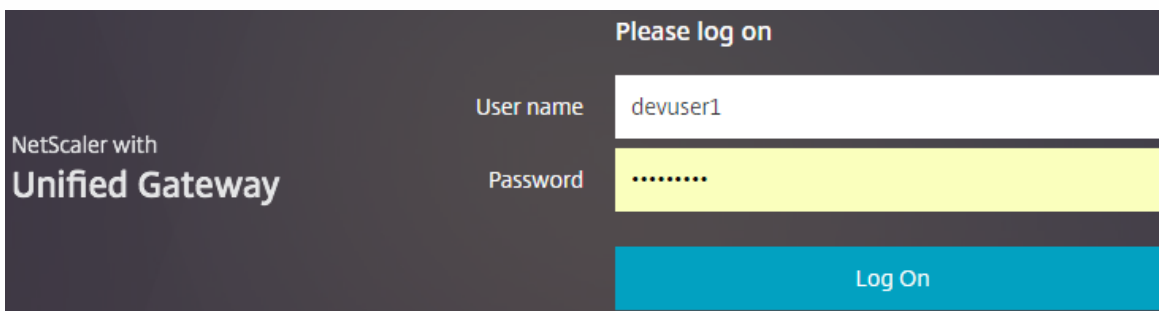 Please log on
User name
devuser1
NetScaler with
Unified Gateway
Password
•••••••••
Log On